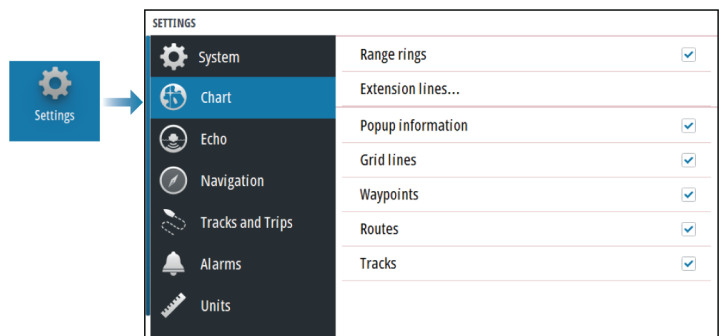 SETTINGS
Settings
System
Chart
Echo
Navigation
Tracks and Trips
Alarms
Units
Range rings
Extension lines...
Popup information
Grid lines
Waypoints
Routes
Tracks